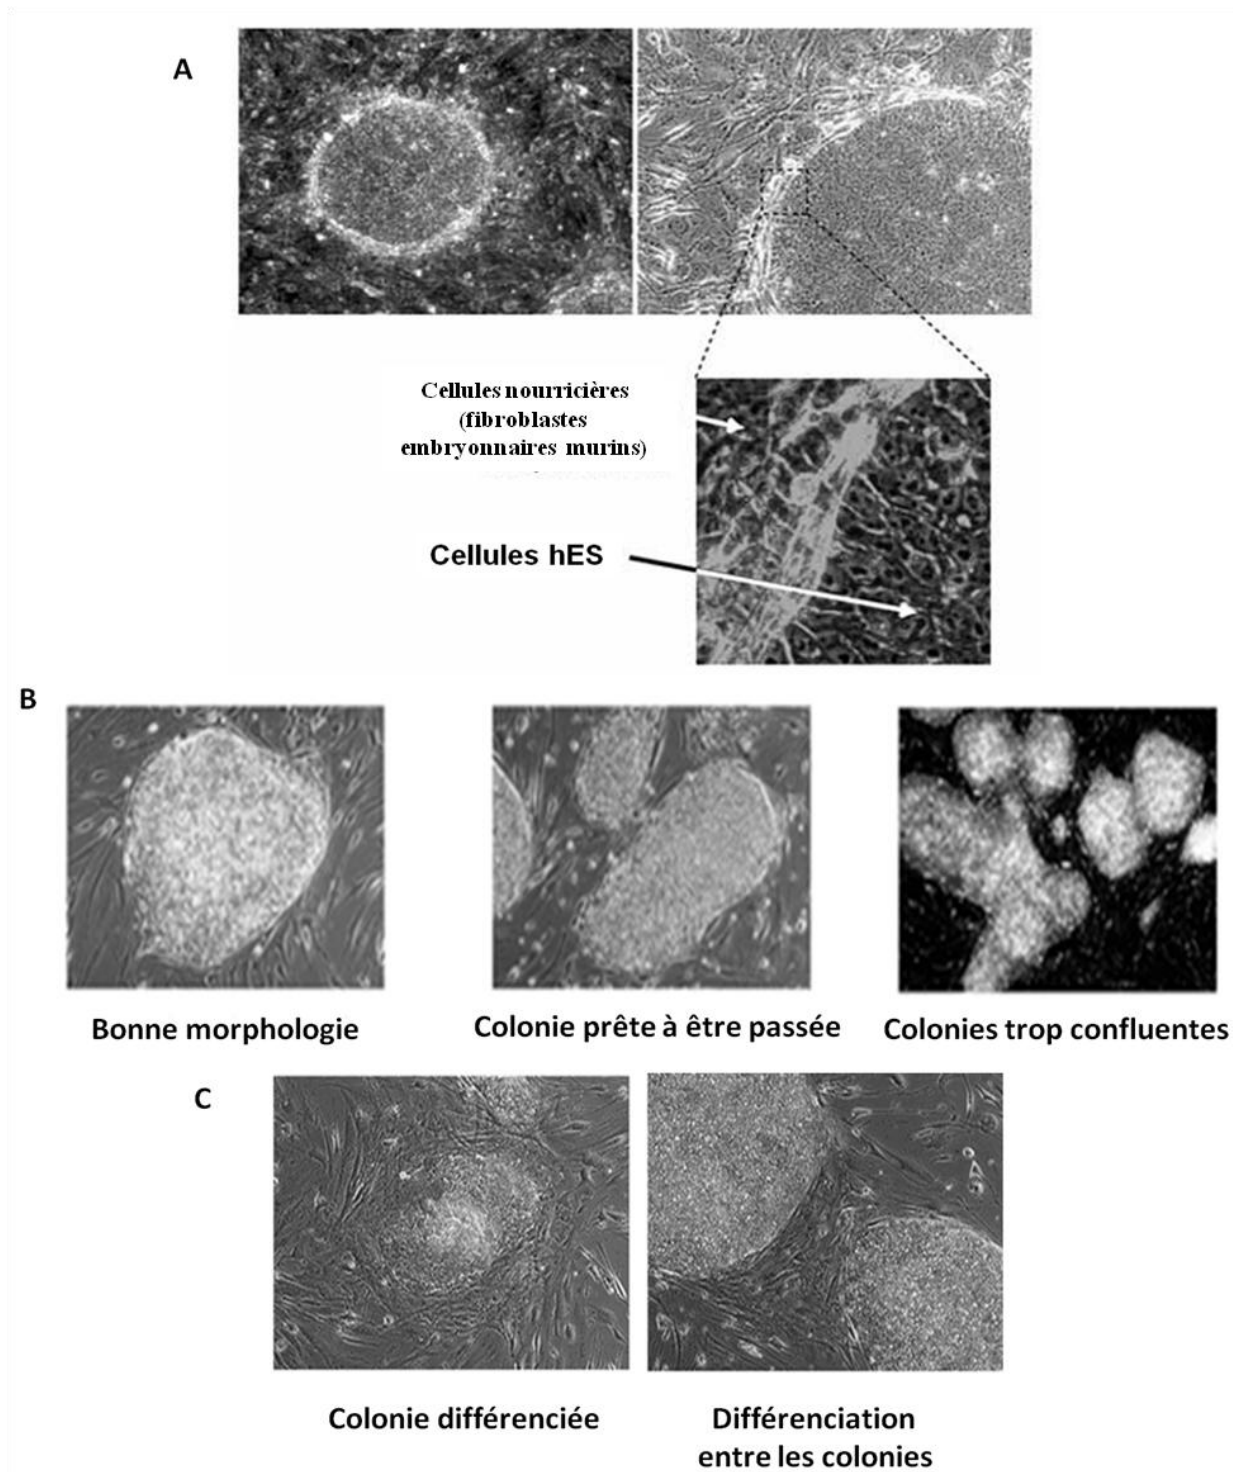 A
Cellules nourricières
(fibroblastes
embryonnaires murins)
Cellules hES
B
Bonne morphologie
Colonie prête à être passée
Colonies trop confluentes
C
Colonie différenciée
Différenciation
entre les colonies